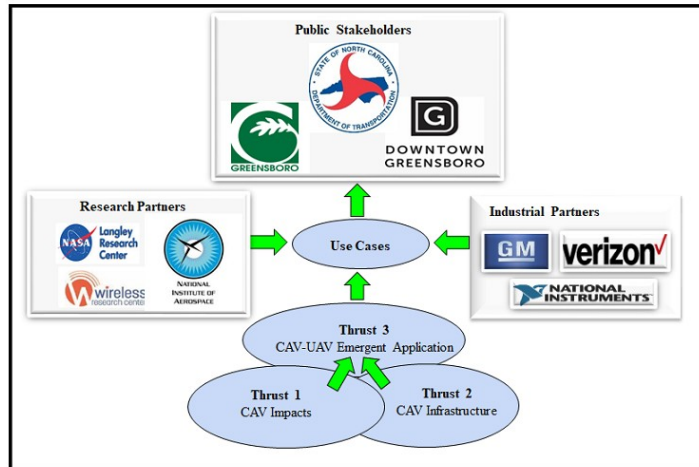 Public Stakeholders
STATE OF NORTH CAROLINA
DEPARTMENT OF TRANSPORTATION
GREENSBORO
G
DOWNTOWN
GREENSBORO
Research Partners
NASA
Langley
Research
Center
Wireless
research center
NATIONAL
INSTITUTE OF
AEROSPACE
Use Cases
Industrial Partners
GM
verizon
NATIONAL
INSTRUMENTS
Thrust 3
CAV-UAV Emergent Application
Thrust 1
CAV Impacts
Thrust 2
CAV Infrastructure